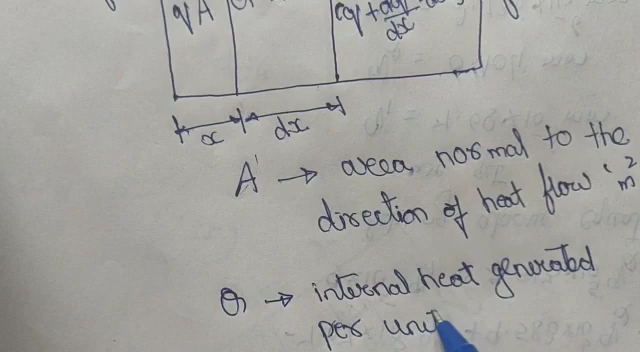 qA
q + dq/dx
x
dx
A → area normal to the
direction of heat flow m²
Q → internal heat generated
per unit